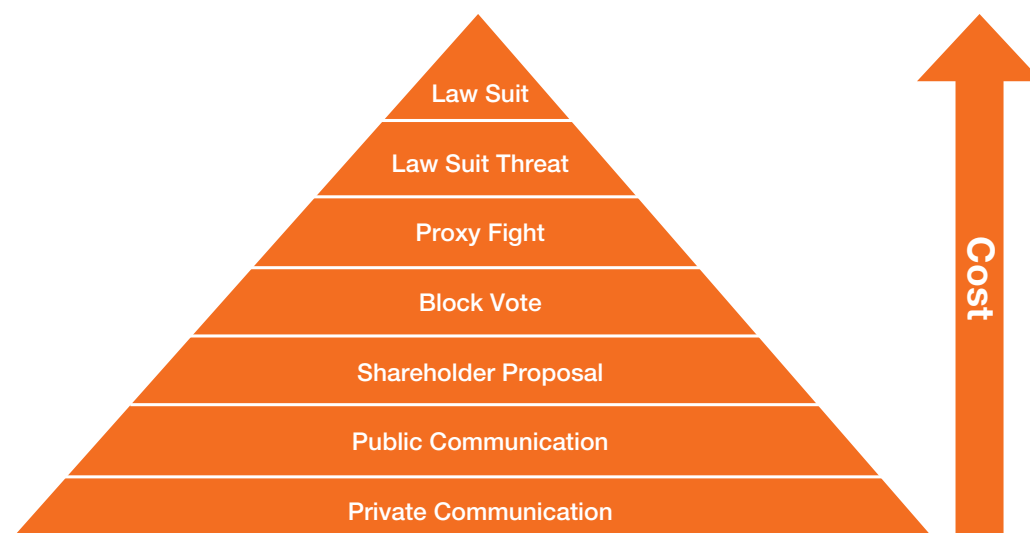 Law Suit
Law Suit Threat
Proxy Fight
Block Vote
Shareholder Proposal
Public Communication
Private Communication
Cost